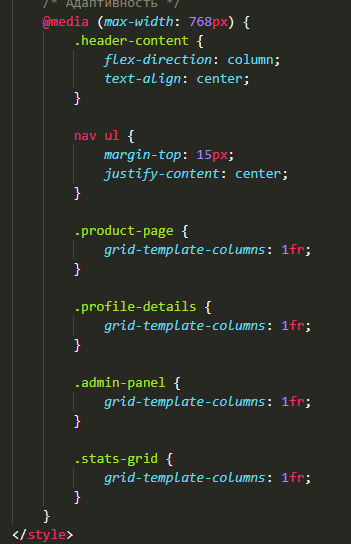 /* Адаптивность */
@media (max-width: 768px) {
.header-content {
flex-direction: column;
text-align: center;
}
nav ul {
margin-top: 15px;
justify-content: center;
}
.product-page {
grid-template-columns: 1fr;
}
.profile-details {
grid-template-columns: 1fr;
}
.admin-panel {
grid-template-columns: 1fr;
}
.stats-grid {
grid-template-columns: 1fr;
}
}
</style>